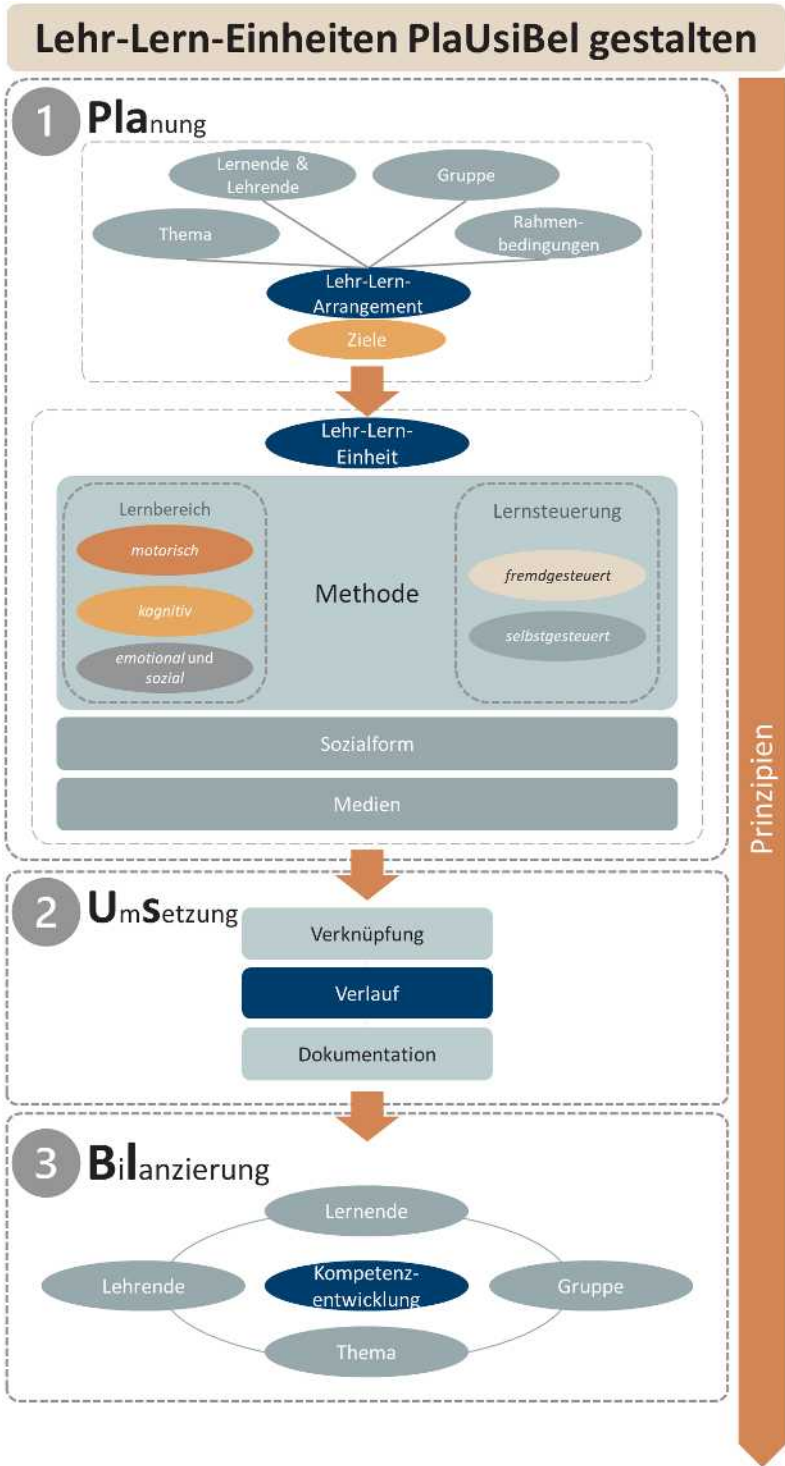 Lehr-Lern-Einheiten PlaUsiBel gestalten
1 Planung
Lernende &
Lehrende
Gruppe
Thema
Rahmen-
bedingungen
Lehr-Lern-
Arrangement
Ziele
Lehr-Lern-
Einheit
Lernbereich
motorisch
kognitiv
emotional und
sozial
Methode
Lernsteuerung
fremdgesteuert
selbstgesteuert
Sozialform
Medien
2 UmSetzung
Verknüpfung
Verlauf
Dokumentation
3 Bilanzierung
Lernende
Lehrende
Kompetenz-
entwicklung
Gruppe
Thema
Prinzipien